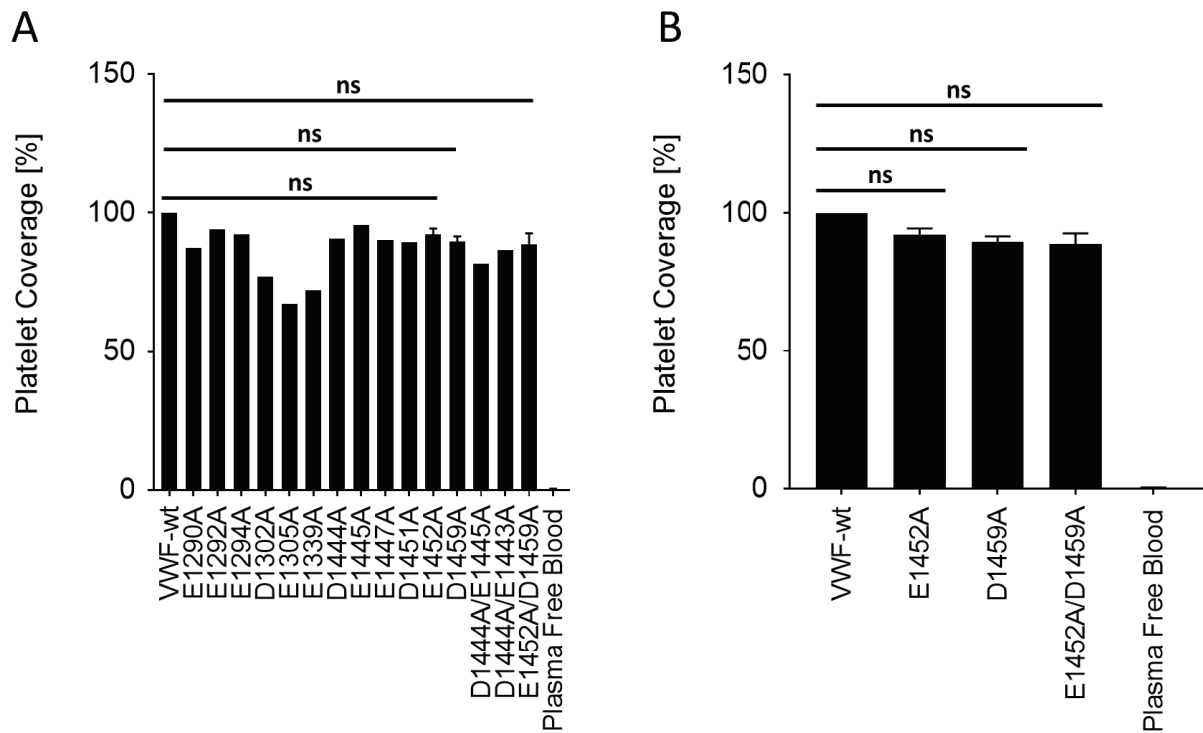 A
Platelet Coverage [%]
150
100
50
0
ns
ns
ns
VWF-wt
E1290A
E1292A
E1294A
D1302A
E1305A
E1339A
D1444A
E1445A
E1447A
D1451A
E1452A
D1459A
D1444A/E1445A
D1444A/E1443A
E1452A/D1459A
Plasma Free Blood
B
Platelet Coverage [%]
150
100
50
0
ns
ns
ns
VWF-wt
E1452A
D1459A
E1452A/D1459A
Plasma Free Blood